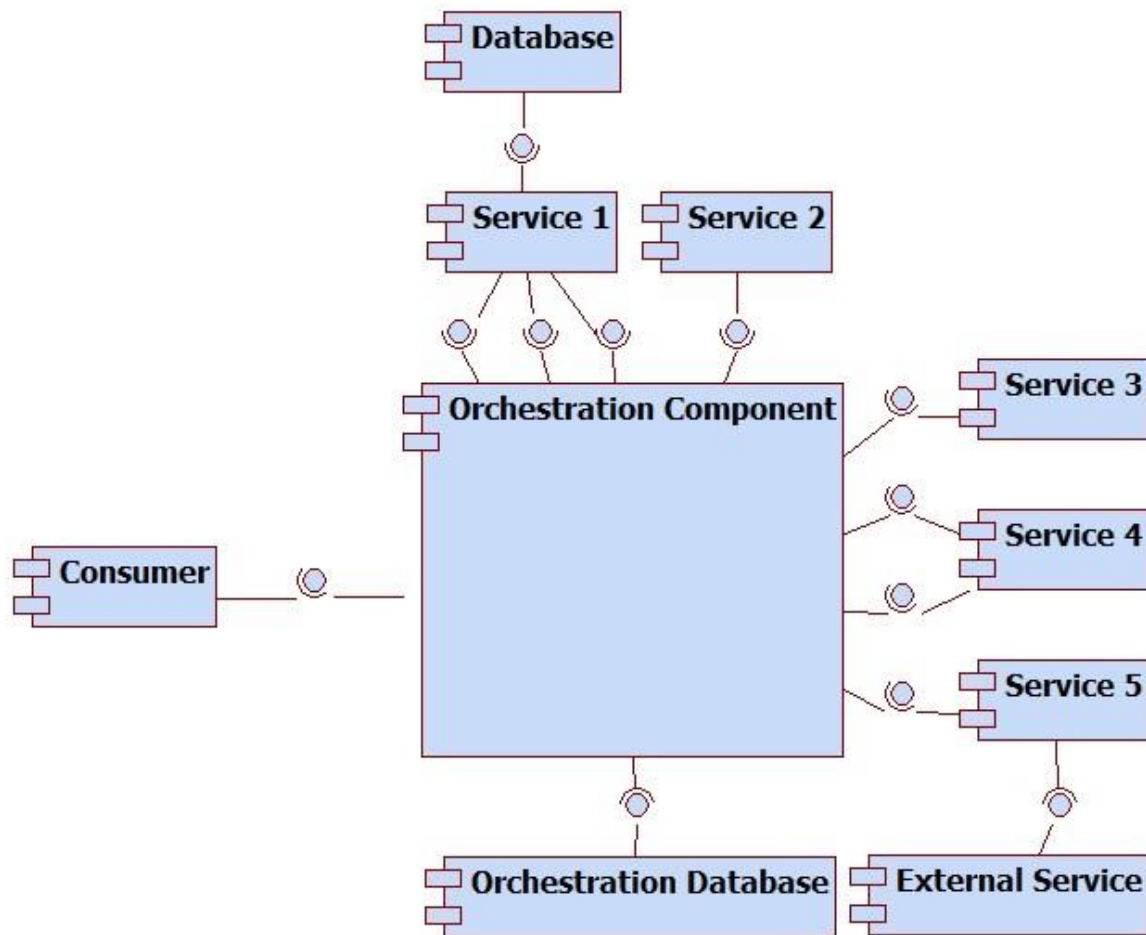 Database
Service 1
Service 2
Orchestration Component
Service 3
Service 4
Consumer
Service 5
Orchestration Database
External Service